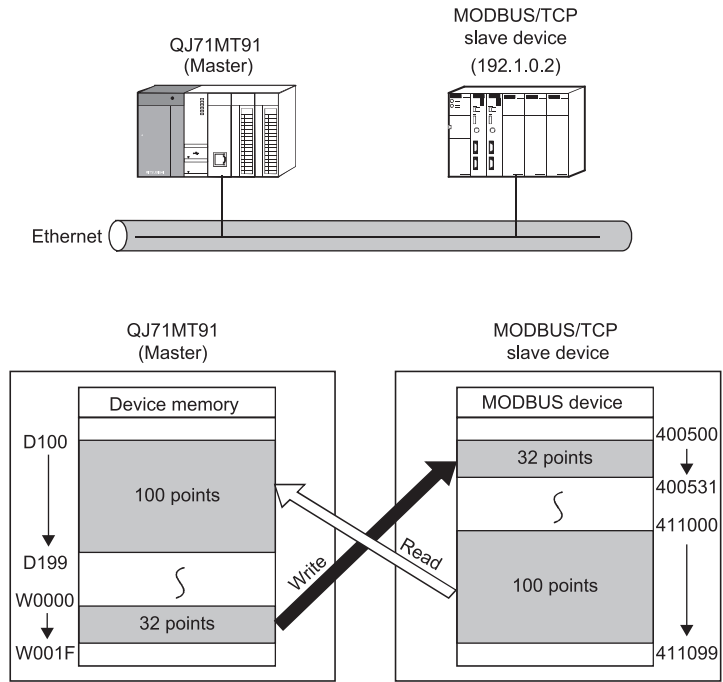 QJ71MT91
(Master)
MODBUS/TCP
slave device
(192.1.0.2)
Ethernet
QJ71MT91
(Master)
MODBUS/TCP
slave device
Device memory
MODBUS device
D100
100 points
D199
W0000
32 points
W001F
Write
Read
400500
32 points
400531
411000
100 points
411099